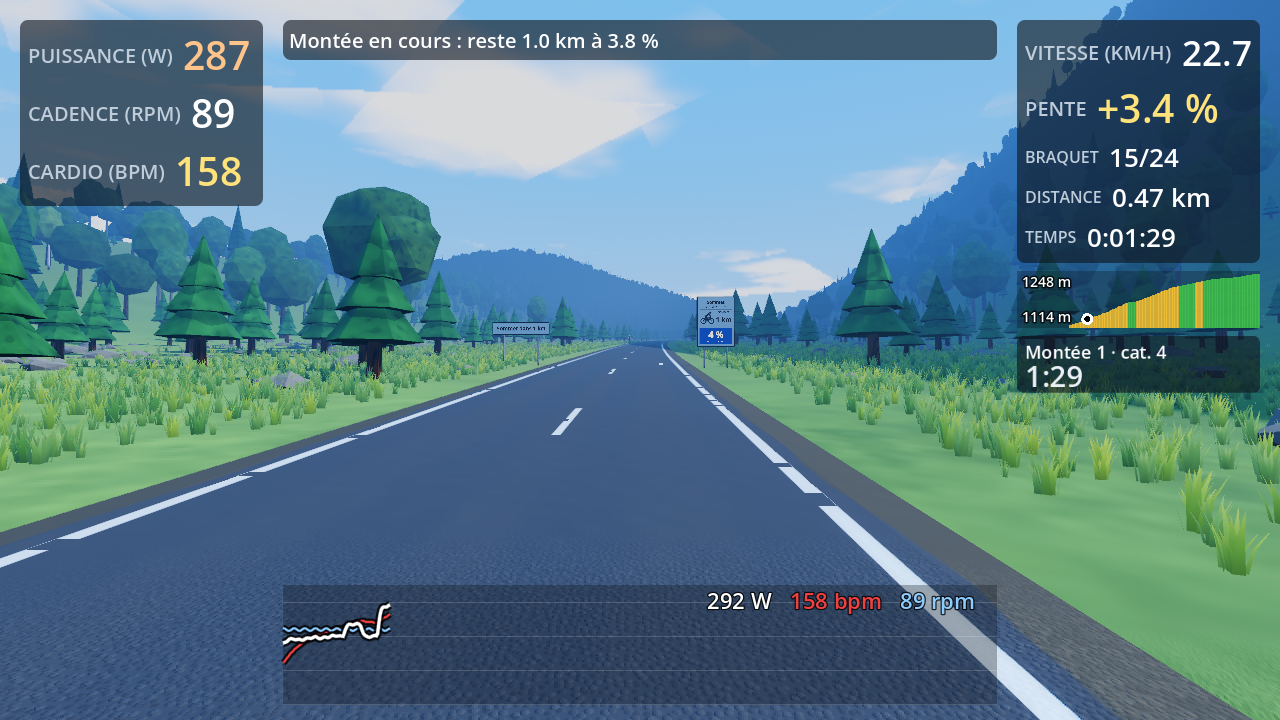 PUISSANCE (W) 287
CADENCE (RPM) 89
CARDIO (BPM) 158
Montée en cours : reste 1.0 km à 3.8 %
VITESSE (KM/H) 22.7
PENTE +3.4 %
BRAQUET 15/24
DISTANCE 0.47 km
TEMPS 0:01:29
1248 m
1114 m
Montée 1 · cat. 4
1:29
Sommet
1 km
4 %
292 W 158 bpm 89 rpm